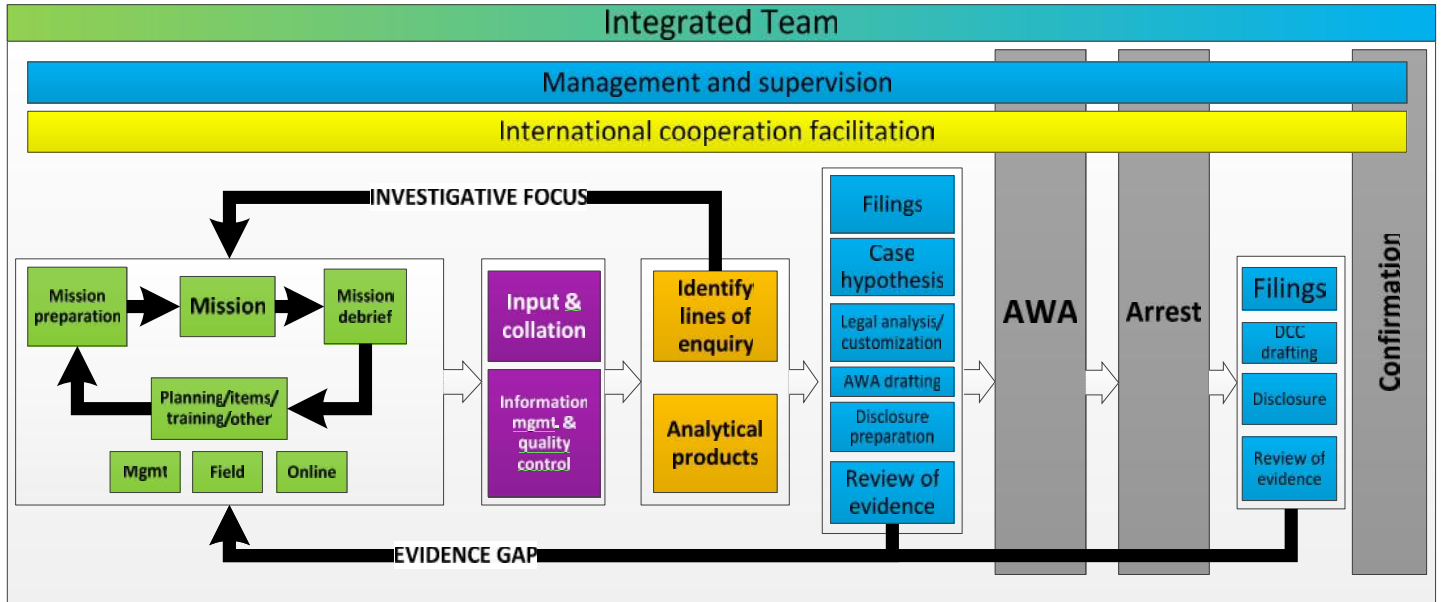 Integrated Team
Management and supervision
International cooperation facilitation
INVESTIGATIVE FOCUS
Mission
preparation
Mission
Mission
debrief
Planning/items/
training/other
Mgmt
Field
Online
Input &
collation
Information
mgmt. &
quality
control
Identify
lines of
enquiry
Analytical
products
Filings
Case
hypothesis
Legal analysis/
customization
AWA drafting
Disclosure
preparation
Review of
evidence
AWA
Arrest
Filings
DCC
drafting
Disclosure
Review of
evidence
Confirmation
EVIDENCE GAP